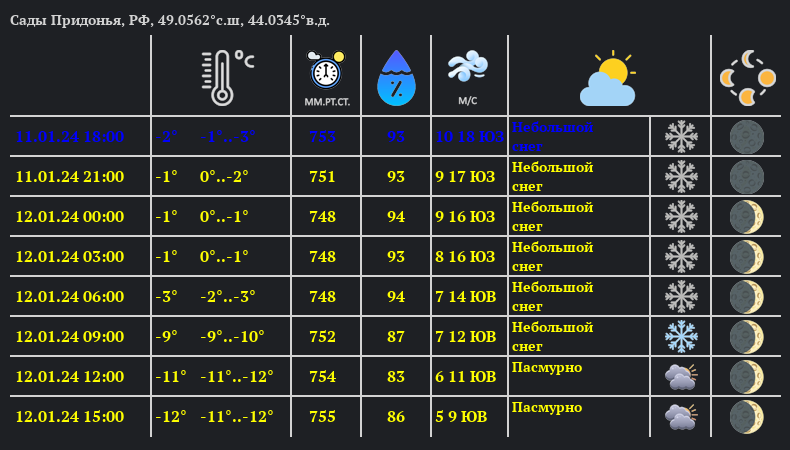 Сады Придонья, РФ, 49.0562°с.ш, 44.0345°в.д.
°c
ММ.РТ.СТ.
%
М/С
11.01.24 18:00 -2° -1°..-3° 753 93 10 18 ЮЗ Небольшой
снег
11.01.24 21:00 -1° 0°..-2° 751 93 9 17 ЮЗ Небольшой
снег
12.01.24 00:00 -1° 0°..-1° 748 94 9 16 ЮЗ Небольшой
снег
12.01.24 03:00 -1° 0°..-1° 748 93 8 16 ЮЗ Небольшой
снег
12.01.24 06:00 -3° -2°..-3° 748 94 7 14 ЮВ Небольшой
снег
12.01.24 09:00 -9° -9°..-10° 752 87 7 12 ЮВ Небольшой
снег
12.01.24 12:00 -11° -11°..-12° 754 83 6 11 ЮВ Пасмурно
12.01.24 15:00 -12° -11°..-12° 755 86 5 9 ЮВ Пасмурно